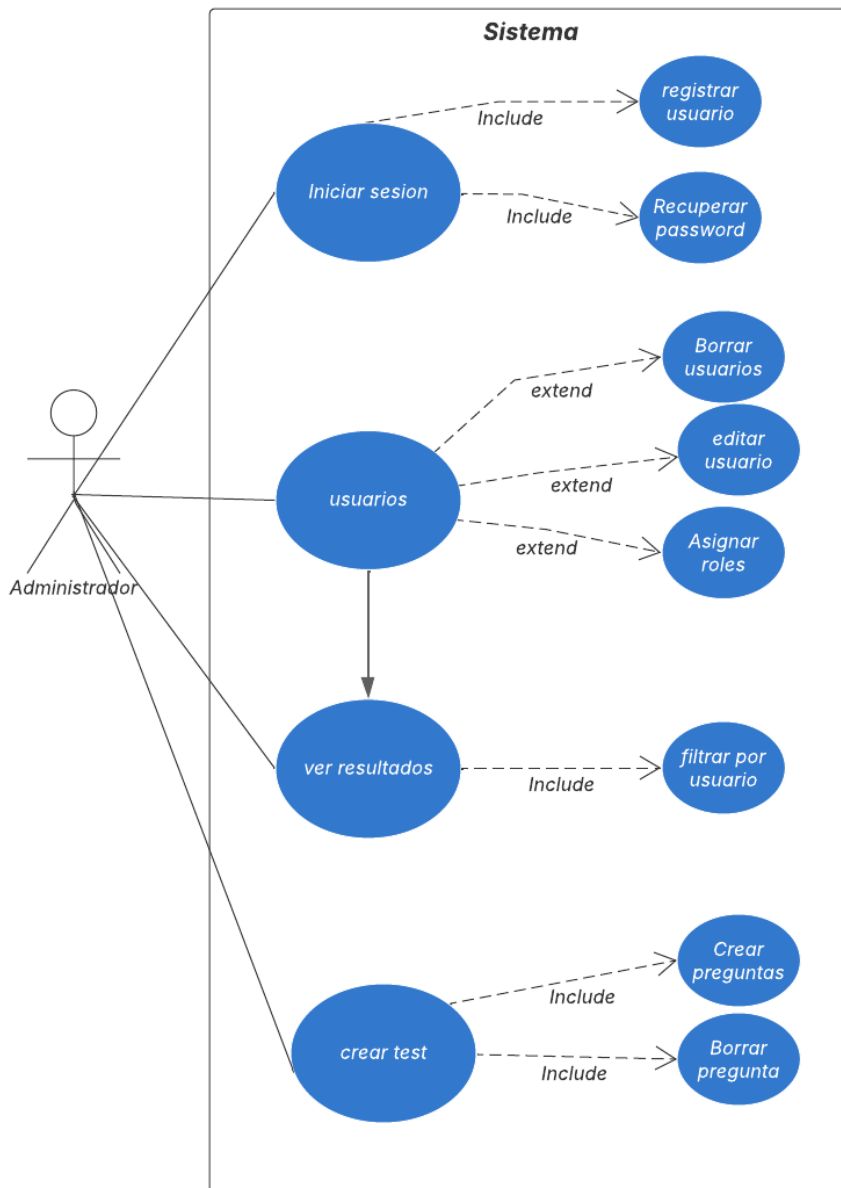 Sistema
registrar
usuario
Include
Iniciar sesion
Recuperar
password
Include
Borrar
usuarios
extend
editar
usuario
extend
usuarios
Asignar
roles
extend
Administrador
filtrar por
usuario
ver resultados
Include
Crear
preguntas
Include
Borrar
pregunta
crear test
Include